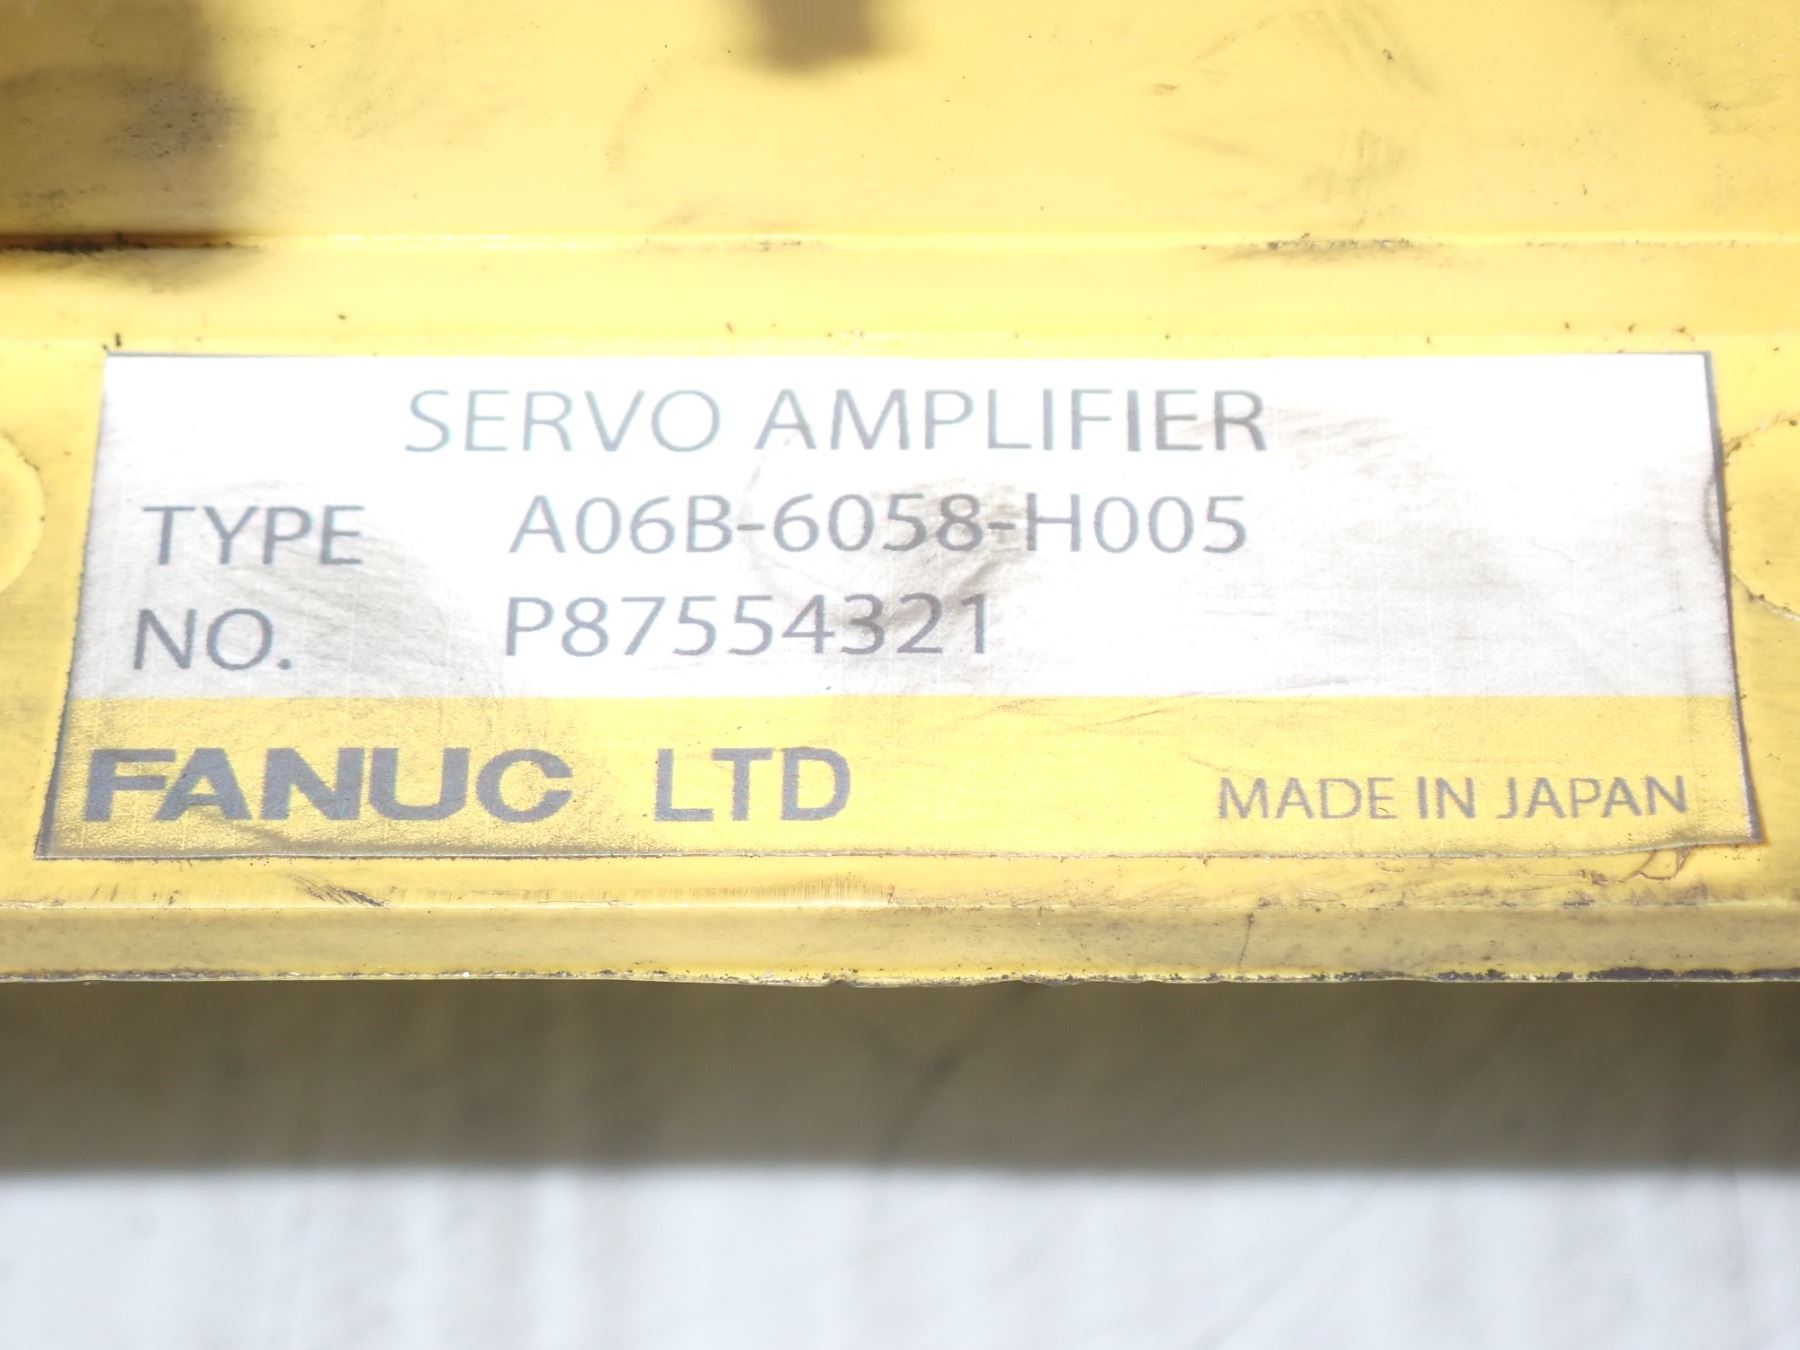 SERVO AMPLIFIER
TYPE A06B-6058-H005
NO. P87554321
FANUC LTD MADE IN JAPAN